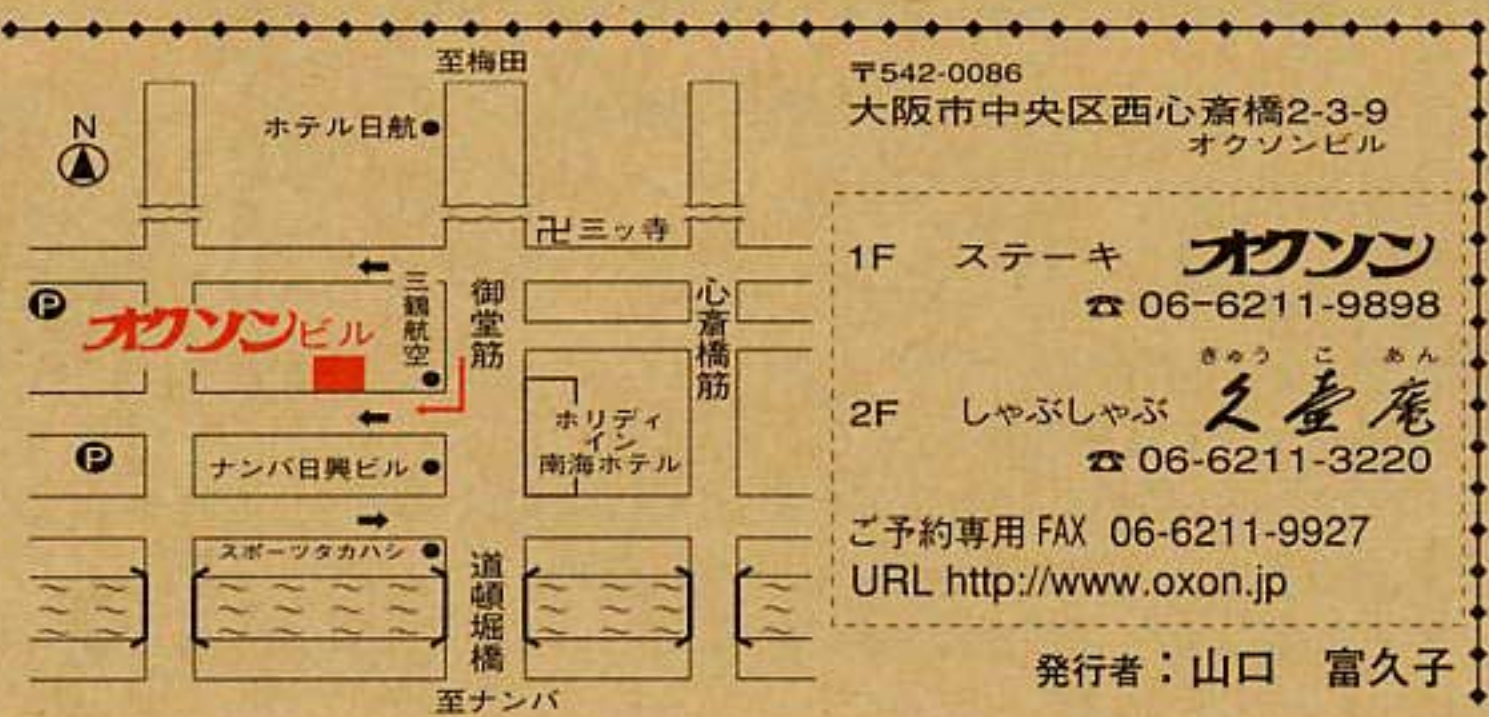 至梅田
N
ホテル日航
卍三ッ寺
三鶴航空
御堂筋
心斎橋筋
P
オクソンビル
ホリディ
イン
南海ホテル
P
ナンバ日興ビル
スポーツタカハシ
道頓堀橋
至ナンバ
〒542-0086
大阪市中央区西心斎橋2-3-9
オクソンビル
1F ステーキ オクソン
☎ 06-6211-9898
きゅう こ あん
2F しゃぶしゃぶ 久壷庵
☎ 06-6211-3220
ご予約専用 FAX 06-6211-9927
URL http://www.oxon.jp
発行者：山口 富久子